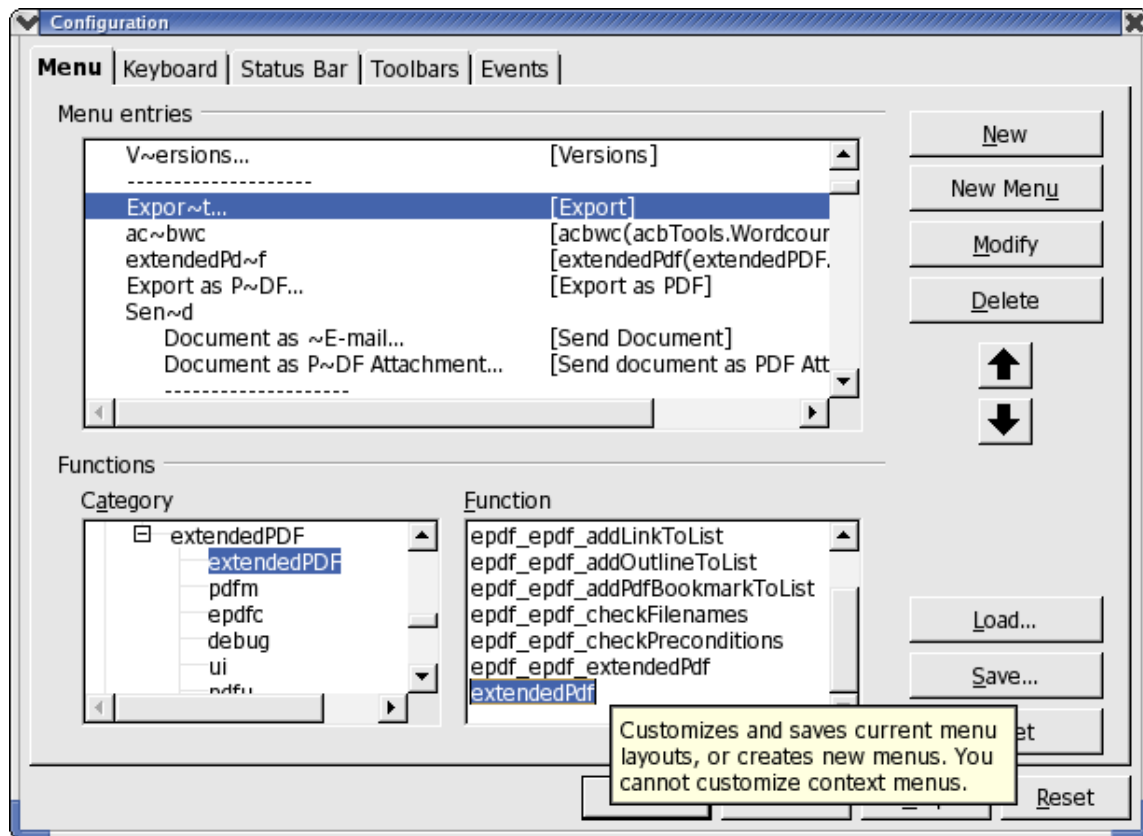 Configuration
Menu Keyboard Status Bar Toolbars Events
Menu entries
V~ersions... [Versions]
--------------------
Expor~t... [Export]
ac~bwc [acbwc(acbTools.Wordcour
extendedPd~f [extendedPdf(extendedPDF.
Export as P~DF... [Export as PDF]
Sen~d
Document as ~E-mail... [Send Document]
Document as P~DF Attachment... [Send document as PDF Att
--------------------
New
New Menu
Modify
Delete
Functions
Category
extendedPDF
extendedPDF
pdfm
epdfc
debug
ui
pdfu
Function
epdf_epdf_addLinkToList
epdf_epdf_addOutlineToList
epdf_epdf_addPdfBookmarkToList
epdf_epdf_checkFilenames
epdf_epdf_checkPreconditions
epdf_epdf_extendedPdf
extendedPdf
Load...
Save...
et
Customizes and saves current menu
layouts, or creates new menus. You
cannot customize context menus.
Reset